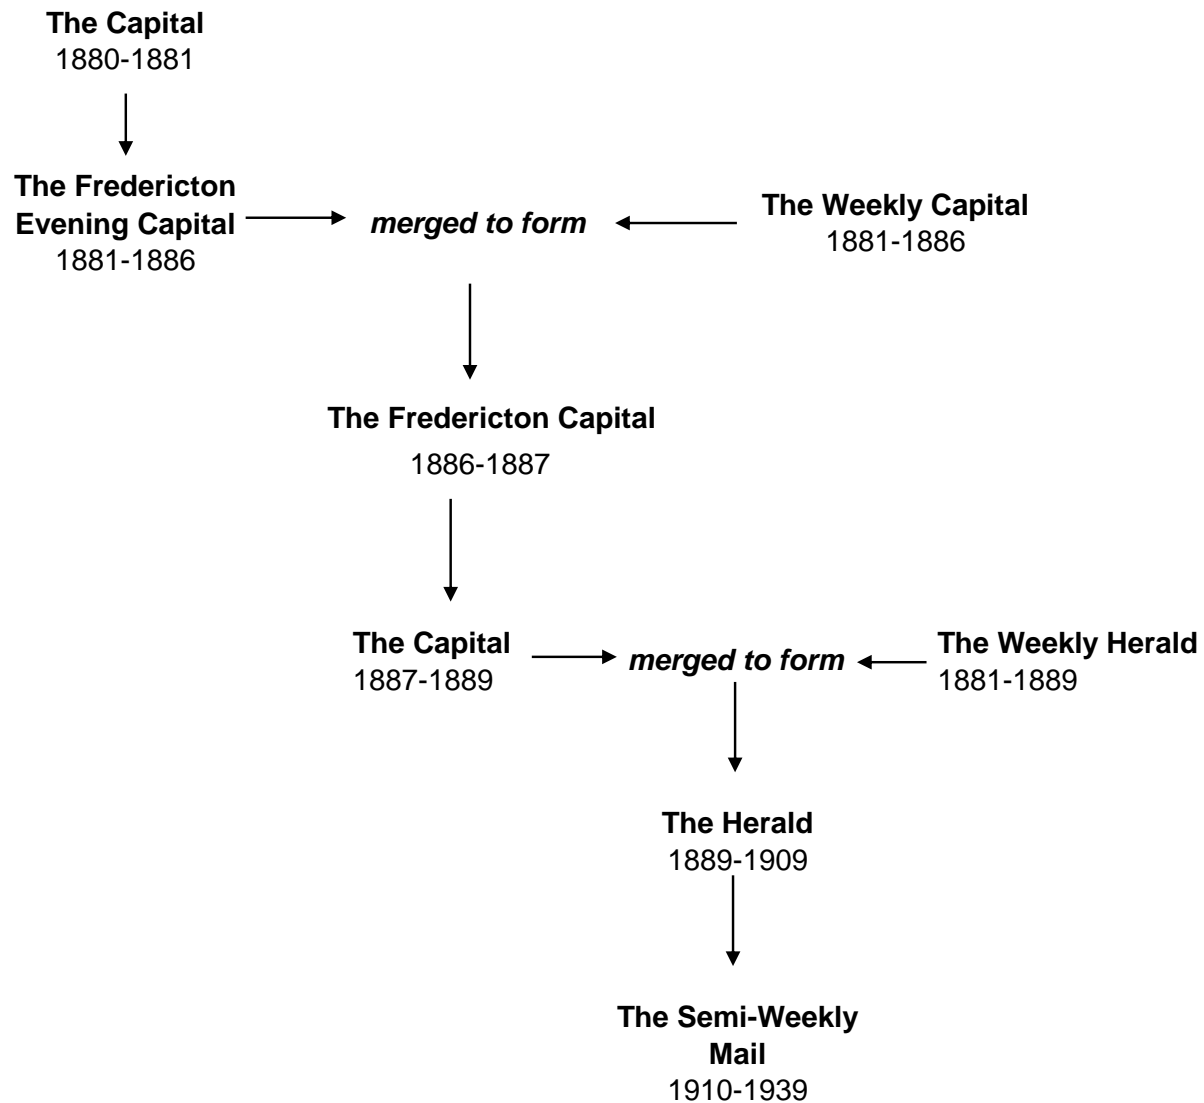 The Capital
1880-1881
The Fredericton
Evening Capital
1881-1886
merged to form
The Weekly Capital
1881-1886
The Fredericton Capital
1886-1887
The Capital
1887-1889
merged to form
The Weekly Herald
1881-1889
The Herald
1889-1909
The Semi-Weekly
Mail
1910-1939